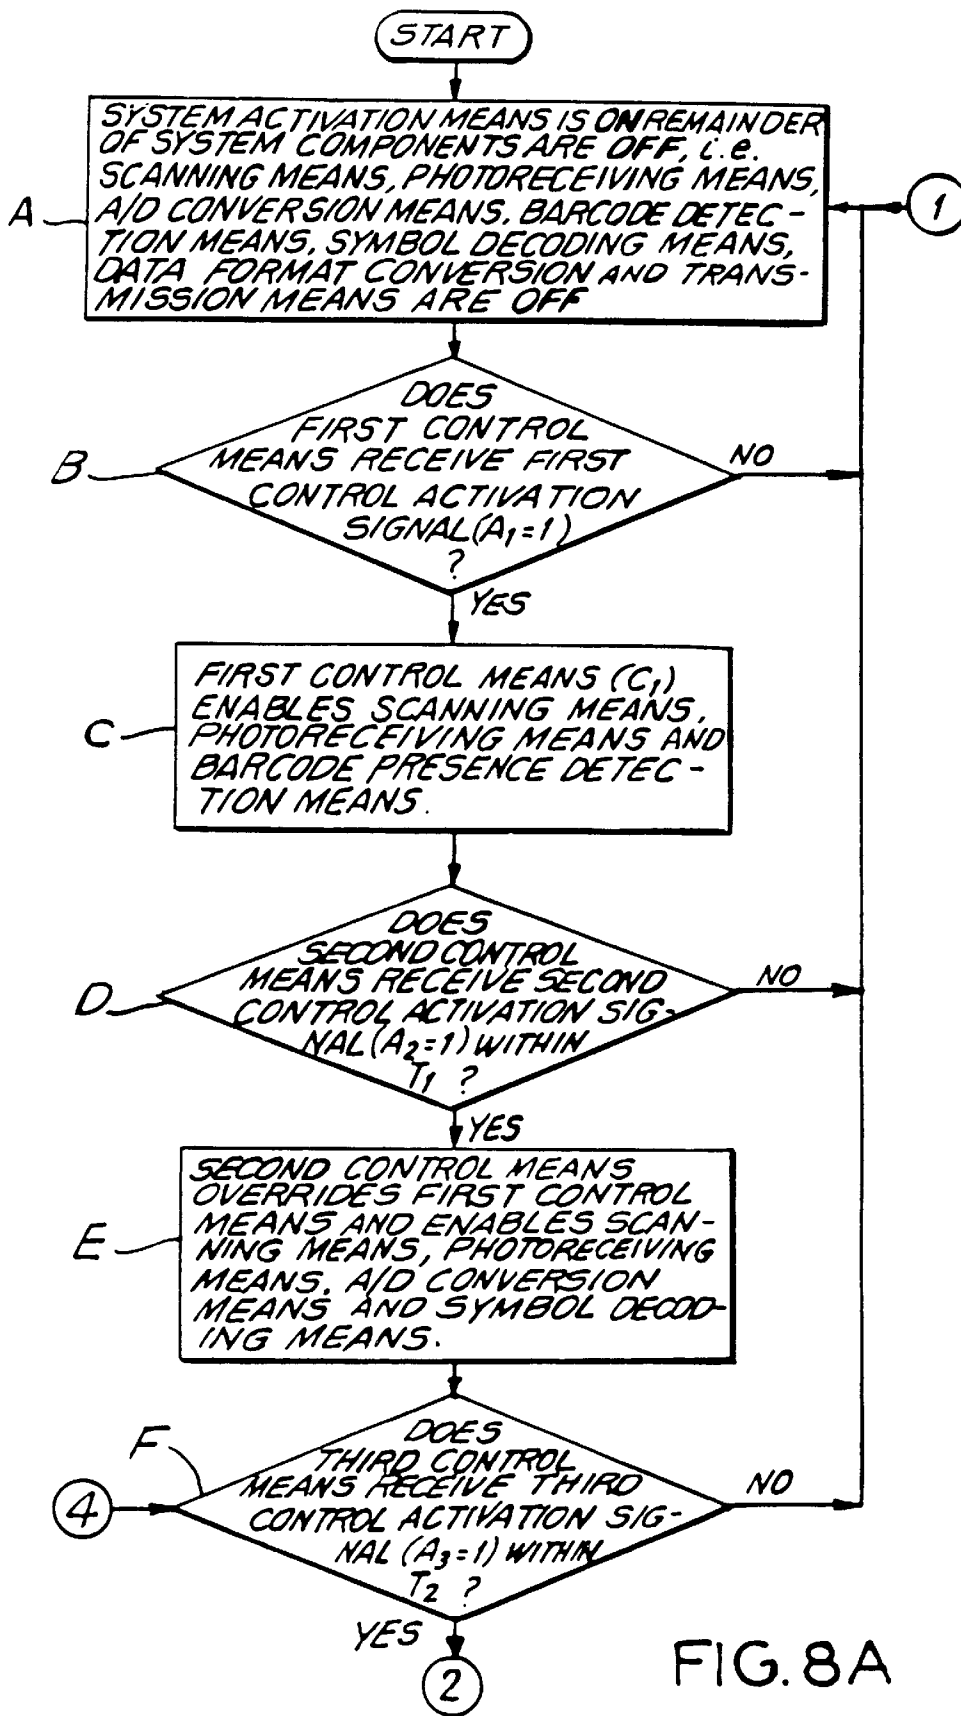 START
SYSTEM ACTIVATION MEANS IS ON REMAINDER
OF SYSTEM COMPONENTS ARE OFF, i.e.
SCANNING MEANS, PHOTORECEIVING MEANS,
A/D CONVERSION MEANS. BARCODE DETEC-
TION MEANS, SYMBOL DECODING MEANS,
DATA FORMAT CONVERSION AND TRANS-
MISSION MEANS ARE OFF
A
1
DOES
FIRST CONTROL
MEANS RECEIVE FIRST
CONTROL ACTIVATION
SIGNAL (A₁=1)
?
B
NO
YES
FIRST CONTROL MEANS (C₁)
ENABLES SCANNING MEANS,
PHOTORECEIVING MEANS AND
BARCODE PRESENCE DETEC-
TION MEANS.
C
DOES
SECOND CONTROL
MEANS RECEIVE SECOND
CONTROL ACTIVATION SIG-
NAL (A₂=1) WITHIN
T₁ ?
D
NO
YES
SECOND CONTROL MEANS
OVERRIDES FIRST CONTROL
MEANS AND ENABLES SCAN-
NING MEANS, PHOTORECEIVING
MEANS. A/D CONVERSION
MEANS AND SYMBOL DECOD-
ING MEANS.
E
DOES
THIRD CONTROL
MEANS RECEIVE THIRD
CONTROL ACTIVATION SIG-
NAL (A₃=1) WITHIN
T₂ ?
F
4
NO
YES
2
FIG. 8A